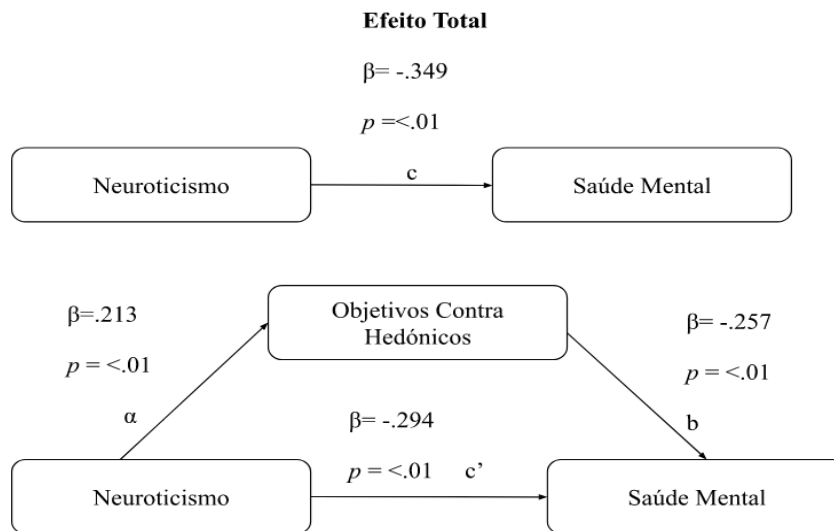 Efeito Total
β= -.349
p =<.01
Neuroticismo
c
Saúde Mental
β=.213
p = <.01
α
Objetivos Contra
Hedónicos
β= -.257
p = <.01
b
β= -.294
p = <.01 c’
Neuroticismo
Saúde Mental